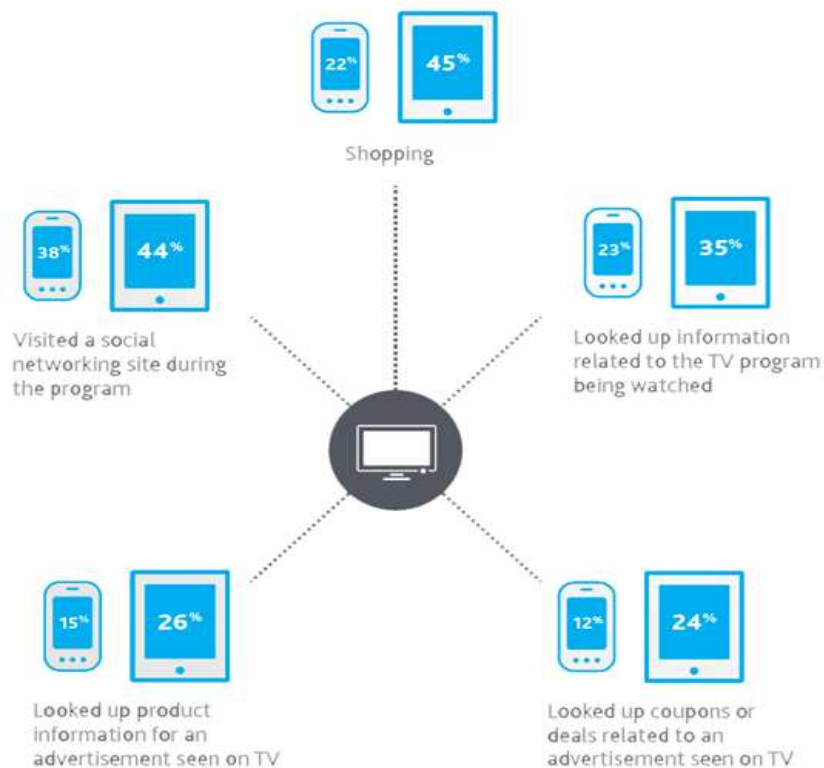 22%
45%
Shopping
38%
44%
Visited a social
networking site during
the program
23%
35%
Looked up information
related to the TV program
being watched
15%
26%
Looked up product
information for an
advertisement seen on TV
12%
24%
Looked up coupons or
deals related to an
advertisement seen on TV